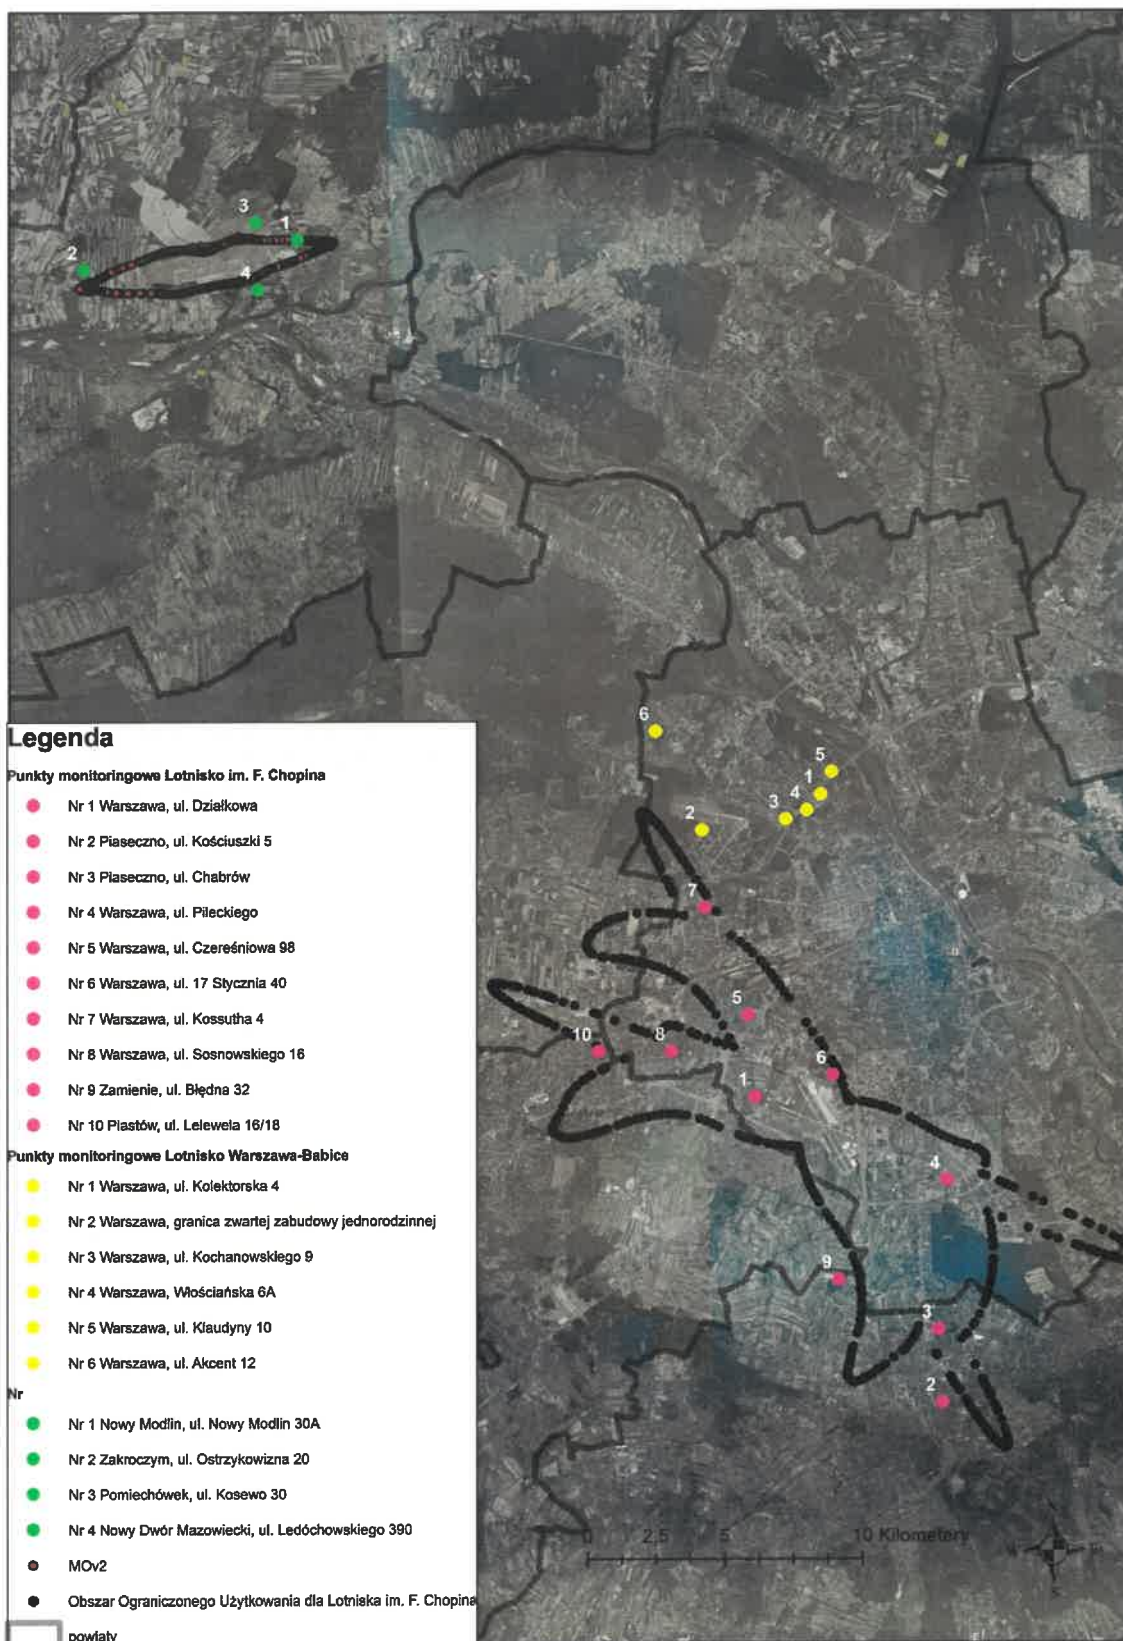 3
1
2
4
6
5
1
4
3
2
7
5
10
8
6
1
4
9
3
2
Legenda
Punkty monitoringowe Lotnisko im. F. Chopina
Nr 1 Warszawa, ul. Działkowa
Nr 2 Piaseczno, ul. Kościuszki 5
Nr 3 Piaseczno, ul. Chabrów
Nr 4 Warszawa, ul. Pileckiego
Nr 5 Warszawa, ul. Czereśniowa 98
Nr 6 Warszawa, ul. 17 Stycznia 40
Nr 7 Warszawa, ul. Kossutha 4
Nr 8 Warszawa, ul. Sosnowskiego 16
Nr 9 Zamienie, ul. Błędna 32
Nr 10 Piastów, ul. Lelewela 16/18
Punkty monitoringowe Lotnisko Warszawa-Babice
Nr 1 Warszawa, ul. Kolektorska 4
Nr 2 Warszawa, granica zwartej zabudowy jednorodzinnej
Nr 3 Warszawa, ul. Kochanowskiego 9
Nr 4 Warszawa, Włościańska 6A
Nr 5 Warszawa, ul. Klaudyny 10
Nr 6 Warszawa, ul. Akcent 12
Nr
Nr 1 Nowy Modlin, ul. Nowy Modlin 30A
Nr 2 Zakroczym, ul. Ostrzykowizna 20
Nr 3 Pomiechówek, ul. Kosewo 30
Nr 4 Nowy Dwór Mazowiecki, ul. Ledóchowskiego 390
MOv2
Obszar Ograniczonego Użytkowania dla Lotniska im. F. Chopina
powiaty
0 2,5 5 10 Kilometery